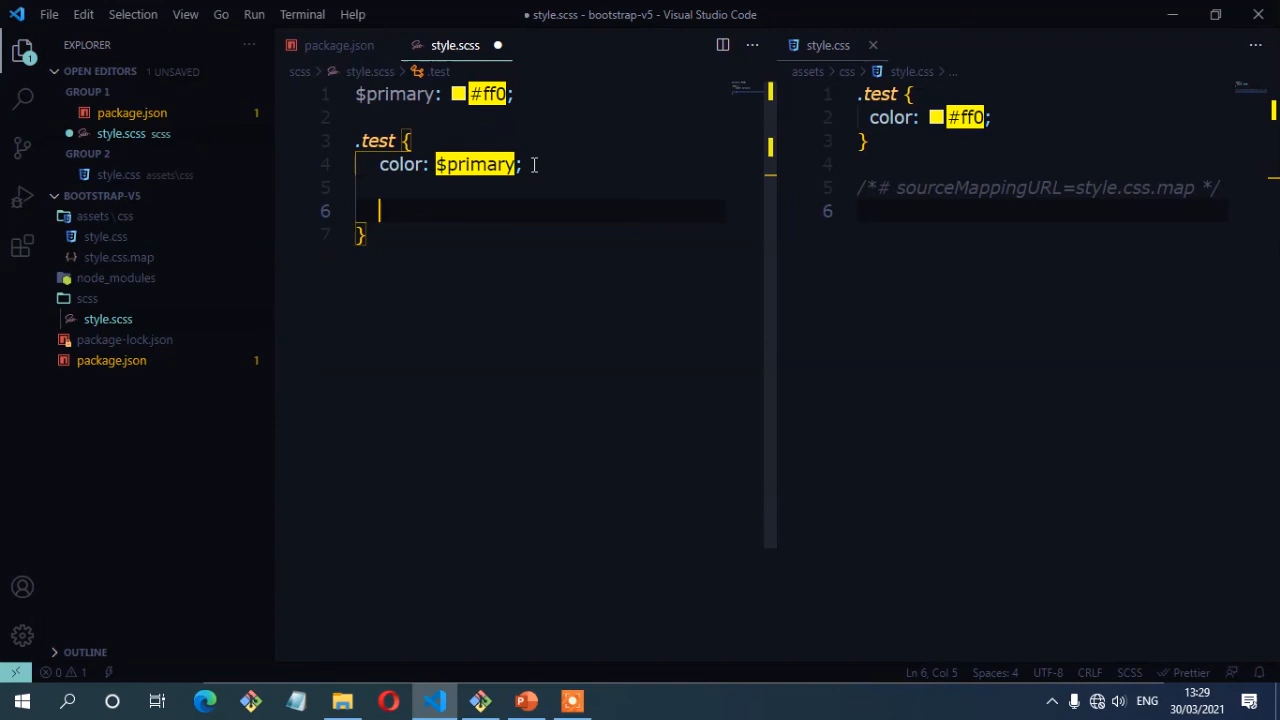 File Edit Selection View Go Run Terminal Help
● style.scss - bootstrap-v5 - Visual Studio Code
EXPLORER
OPEN EDITORS 1 UNSAVED
GROUP 1
package.json 1
style.scss scss
GROUP 2
style.css assets\css
BOOTSTRAP-V5
assets \ css
style.css
style.css.map
node_modules
scss
style.scss
package-lock.json
package.json 1
OUTLINE
1
package.json style.scss
scss > style.scss > .test
1 $primary: #ff0;
2
3 .test {
4 color: $primary;
5
6
7 }
style.css
assets > css > style.css > ...
1 .test {
2 color: #ff0;
3 }
4
5 /*# sourceMappingURL=style.css.map */
6
0 1
Ln 6, Col 5 Spaces: 4 UTF-8 CRLF SCSS Prettier
ENG
13:29
30/03/2021